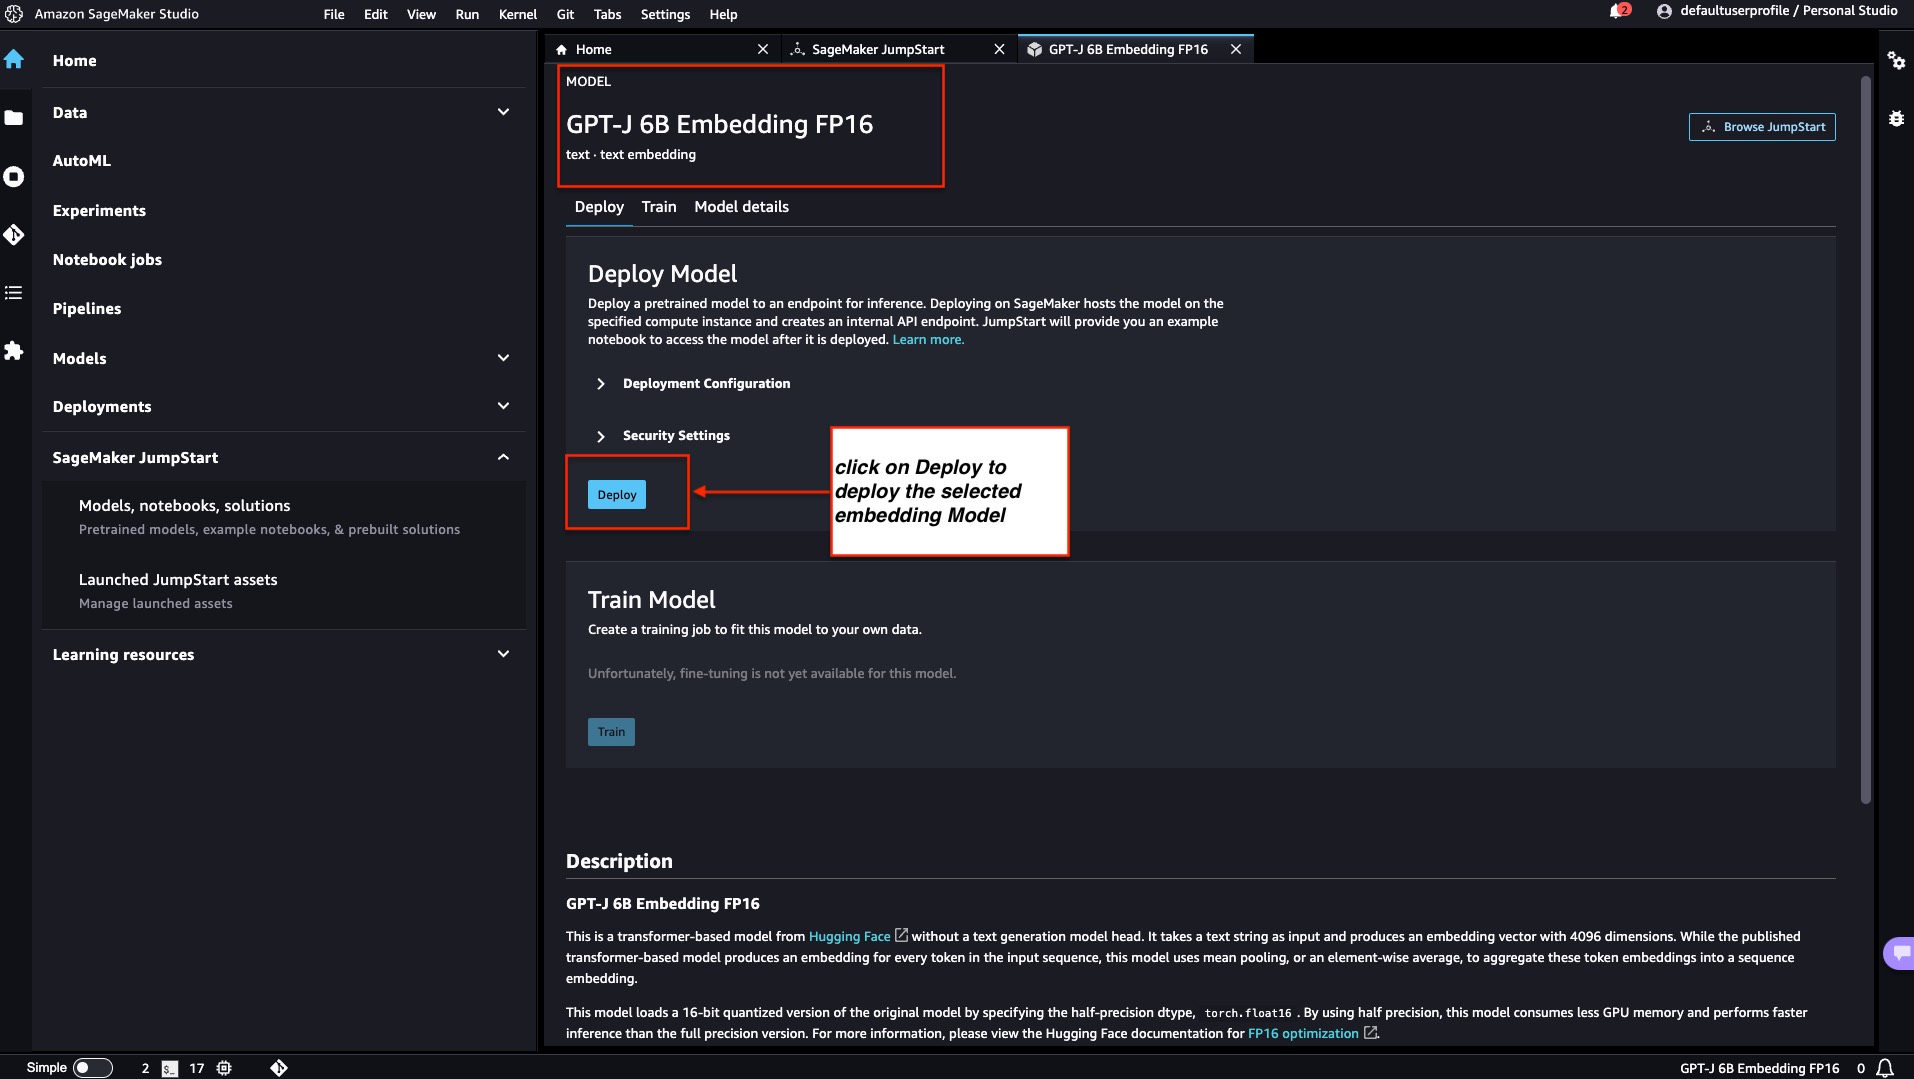 Amazon SageMaker Studio
File Edit View Run Kernel Git Tabs Settings Help
2
defaultuserprofile / Personal Studio
Home
Data
AutoML
Experiments
Notebook jobs
Pipelines
Models
Deployments
SageMaker JumpStart
Models, notebooks, solutions
Pretrained models, example notebooks, & prebuilt solutions
Launched JumpStart assets
Manage launched assets
Learning resources
Home
SageMaker JumpStart
GPT-J 6B Embedding FP16
MODEL
GPT-J 6B Embedding FP16
text · text embedding
Browse JumpStart
Deploy Train Model details
Deploy Model
Deploy a pretrained model to an endpoint for inference. Deploying on SageMaker hosts the model on the
specified compute instance and creates an internal API endpoint. JumpStart will provide you an example
notebook to access the model after it is deployed. Learn more.
Deployment Configuration
Security Settings
Deploy
click on Deploy to
deploy the selected
embedding Model
Train Model
Create a training job to fit this model to your own data.
Unfortunately, fine-tuning is not yet available for this model.
Train
Description
GPT-J 6B Embedding FP16
This is a transformer-based model from Hugging Face without a text generation model head. It takes a text string as input and produces an embedding vector with 4096 dimensions. While the published
transformer-based model produces an embedding for every token in the input sequence, this model uses mean pooling, or an element-wise average, to aggregate these token embeddings into a sequence
embedding.
This model loads a 16-bit quantized version of the original model by specifying the half-precision dtype, torch.float16 . By using half precision, this model consumes less GPU memory and performs faster
inference than the full precision version. For more information, please view the Hugging Face documentation for FP16 optimization .
Simple 2 $_ 17
GPT-J 6B Embedding FP16 0